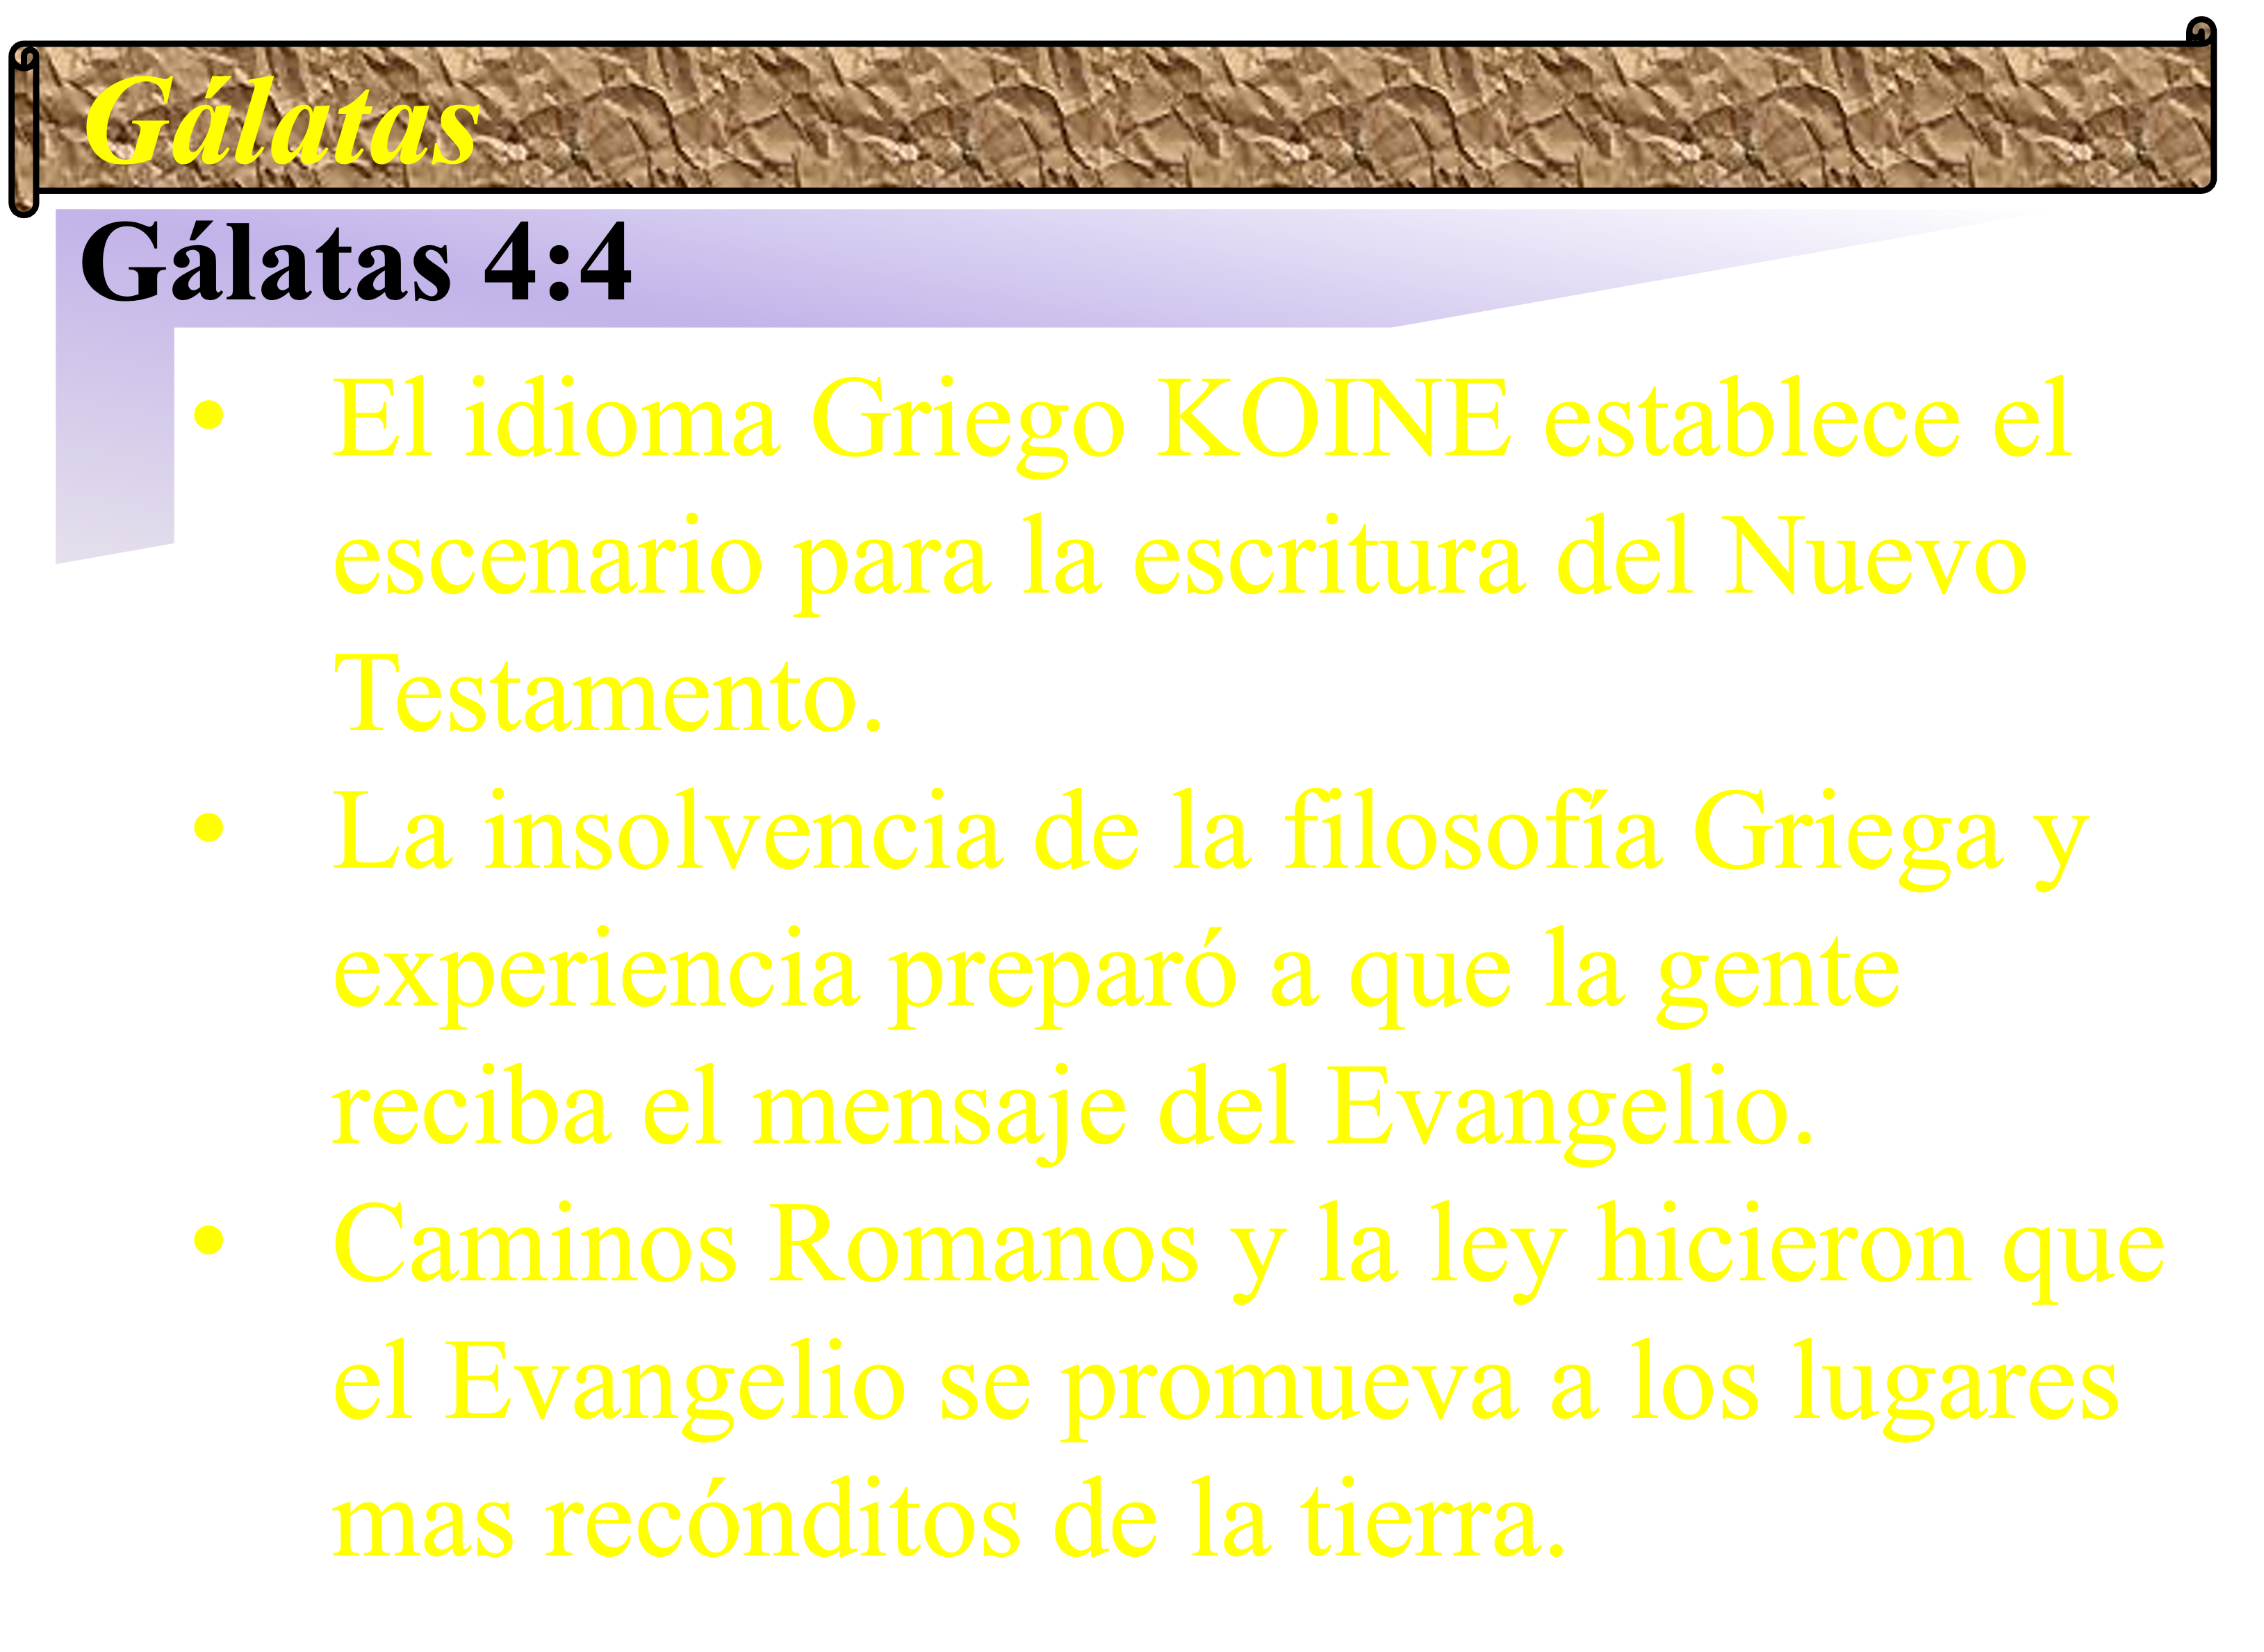 Gálatas
Gálatas 4:4
• El idioma Griego KOINE establece el
escenario para la escritura del Nuevo
Testamento.
• La insolvencia de la filosofía Griega y
experiencia preparó a que la gente
reciba el mensaje del Evangelio.
• Caminos Romanos y la ley hicieron que
el Evangelio se promueva a los lugares
mas recónditos de la tierra.